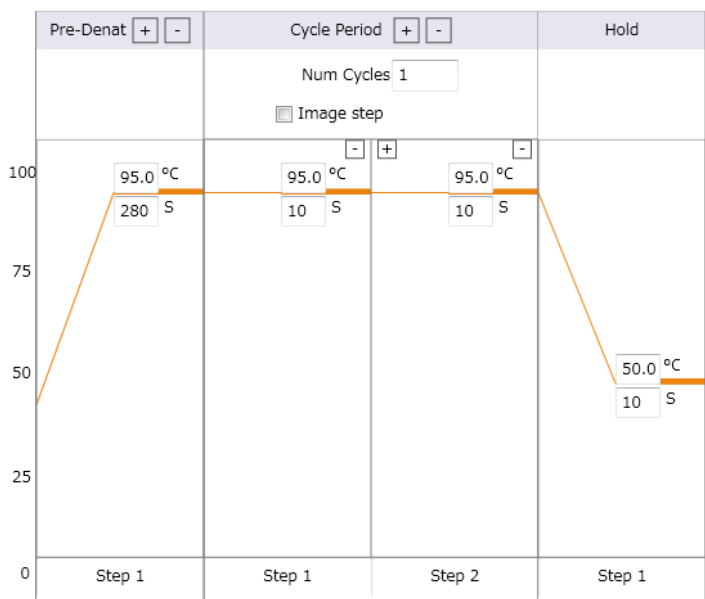 Pre-Denat + - Cycle Period + - Hold
Num Cycles 1
Image step
- + -
100
95.0 °C 95.0 °C 95.0 °C
280 S 10 S 10 S
75
50.0 °C
50
10 S
25
0
Step 1 Step 1 Step 2 Step 1